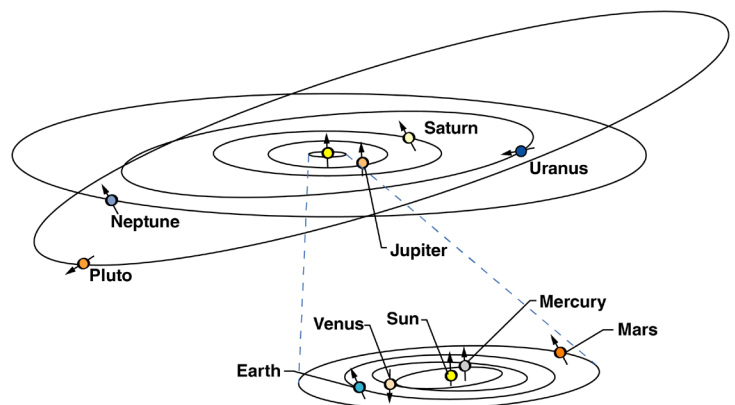 Saturn
Uranus
Neptune
Jupiter
Pluto
Mercury
Venus
Sun
Mars
Earth